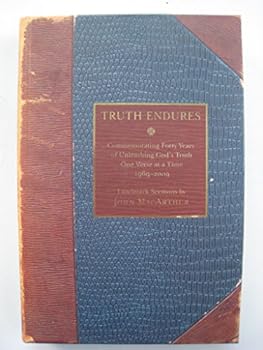 TRUTH ENDURES
Commemorating Forty Years
of Unleashing God's Truth
One Verse at a Time
1969–2009
Landmark Sermons by
JOHN MACARTHUR